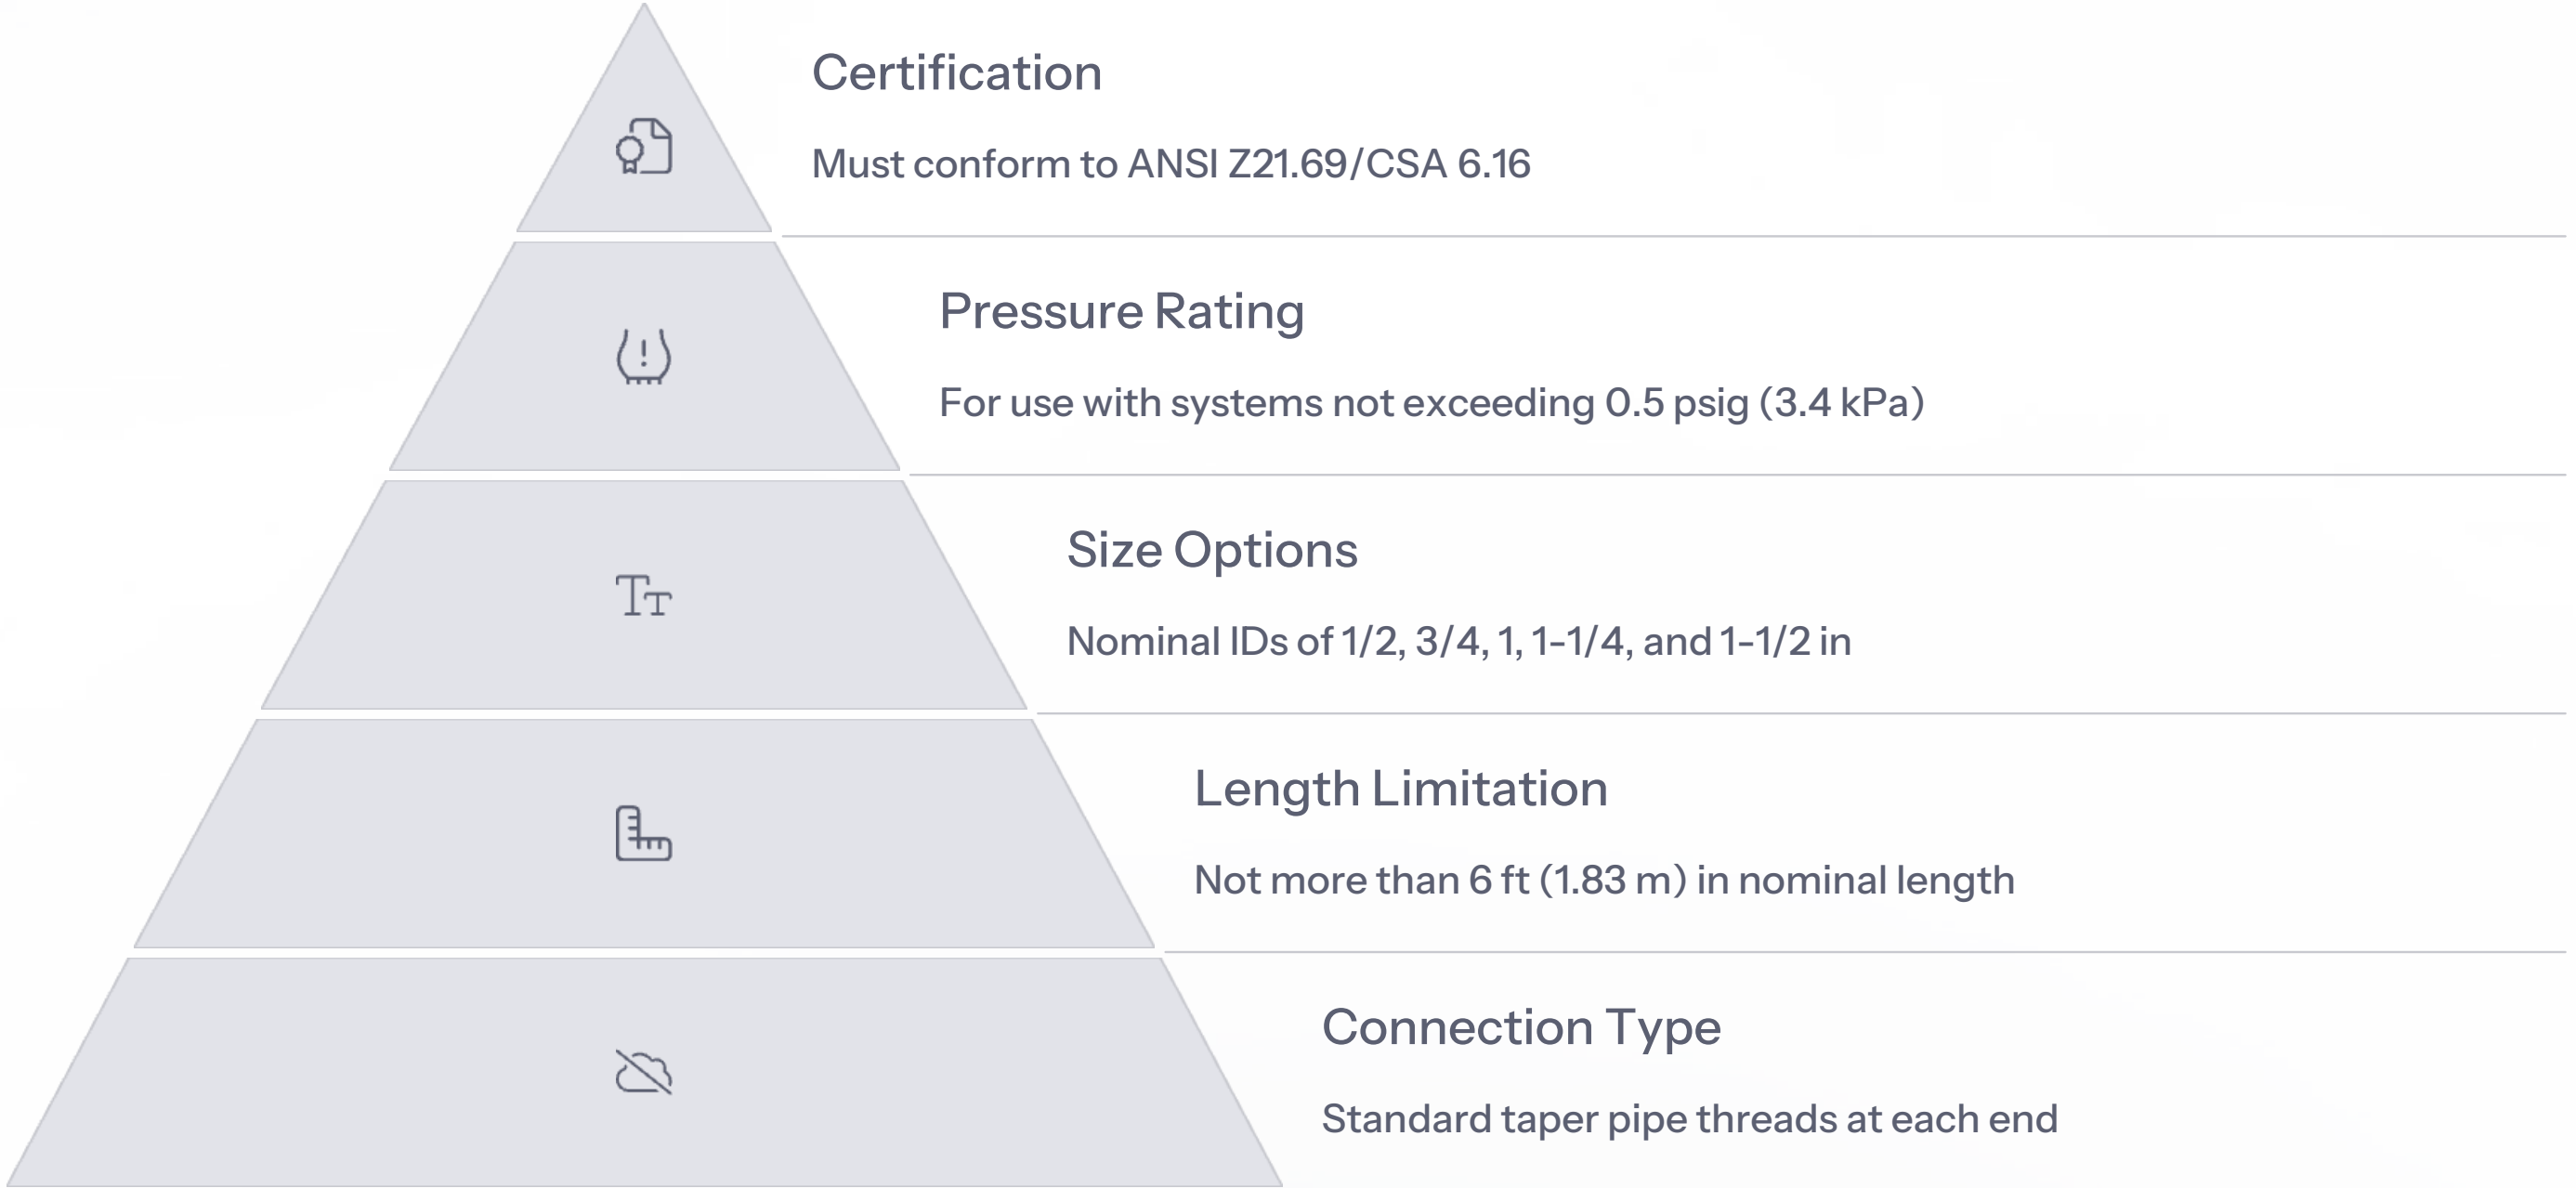 Certification
Must conform to ANSI Z21.69/CSA 6.16
Pressure Rating
For use with systems not exceeding 0.5 psig (3.4 kPa)
Size Options
Nominal IDs of 1/2, 3/4, 1, 1-1/4, and 1-1/2 in
Length Limitation
Not more than 6 ft (1.83 m) in nominal length
Connection Type
Standard taper pipe threads at each end